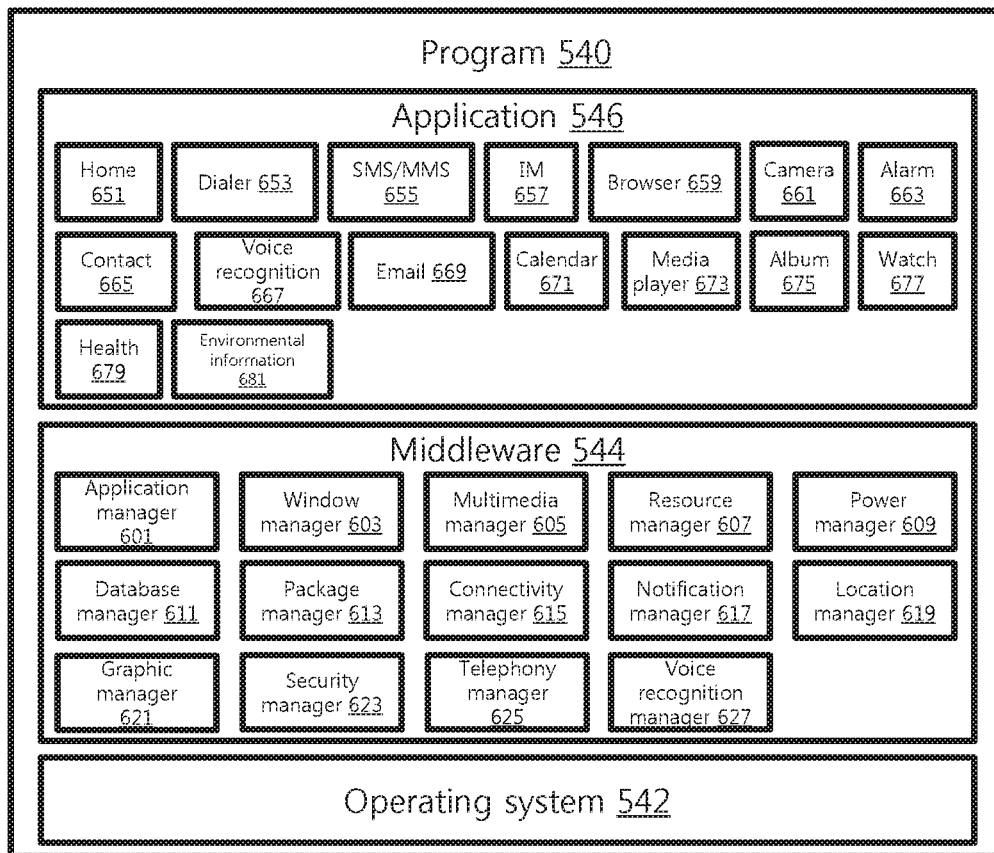 Program 540
Application 546
Home
651
Dialer 653
SMS/MMS
655
IM
657
Browser 659
Camera
661
Alarm
663
Contact
665
Voice
recognition
667
Email 669
Calendar
671
Media
player 673
Album
675
Watch
677
Health
679
Environmental
information
681
Middleware 544
Application
manager
601
Window
manager 603
Multimedia
manager 605
Resource
manager 607
Power
manager 609
Database
manager 611
Package
manager 613
Connectivity
manager 615
Notification
manager 617
Location
manager 619
Graphic
manager
621
Security
manager 623
Telephony
manager
625
Voice
recognition
manager 627
Operating system 542